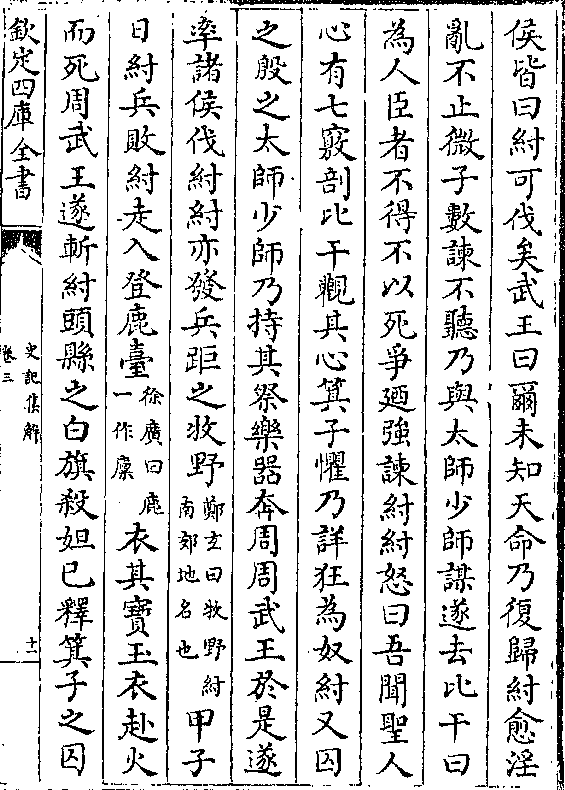 侯皆曰紂可伐矣武王曰爾未知天命乃復歸紂愈淫
亂不止微子數諫不聽乃與太師少師謀遂去比干曰
為人臣者不得不以死爭廼強諫紂紂怒曰吾聞聖人
心有七竅剖比干觀其心箕子懼乃詳狂為奴紂又囚
之殷之太師少師乃持其祭樂器奔周周武王於是遂
率諸侯伐紂紂亦發兵距之牧野鄭玄曰牧野紂南郊地名也甲子
日紂兵敗紂走入登鹿臺徐廣曰鹿一作廩衣其寶玉衣赴火
而死周武王遂斬紂頭縣之白旗殺妲已釋箕子之囚
欽定四庫全書
史記集解
卷三
十一